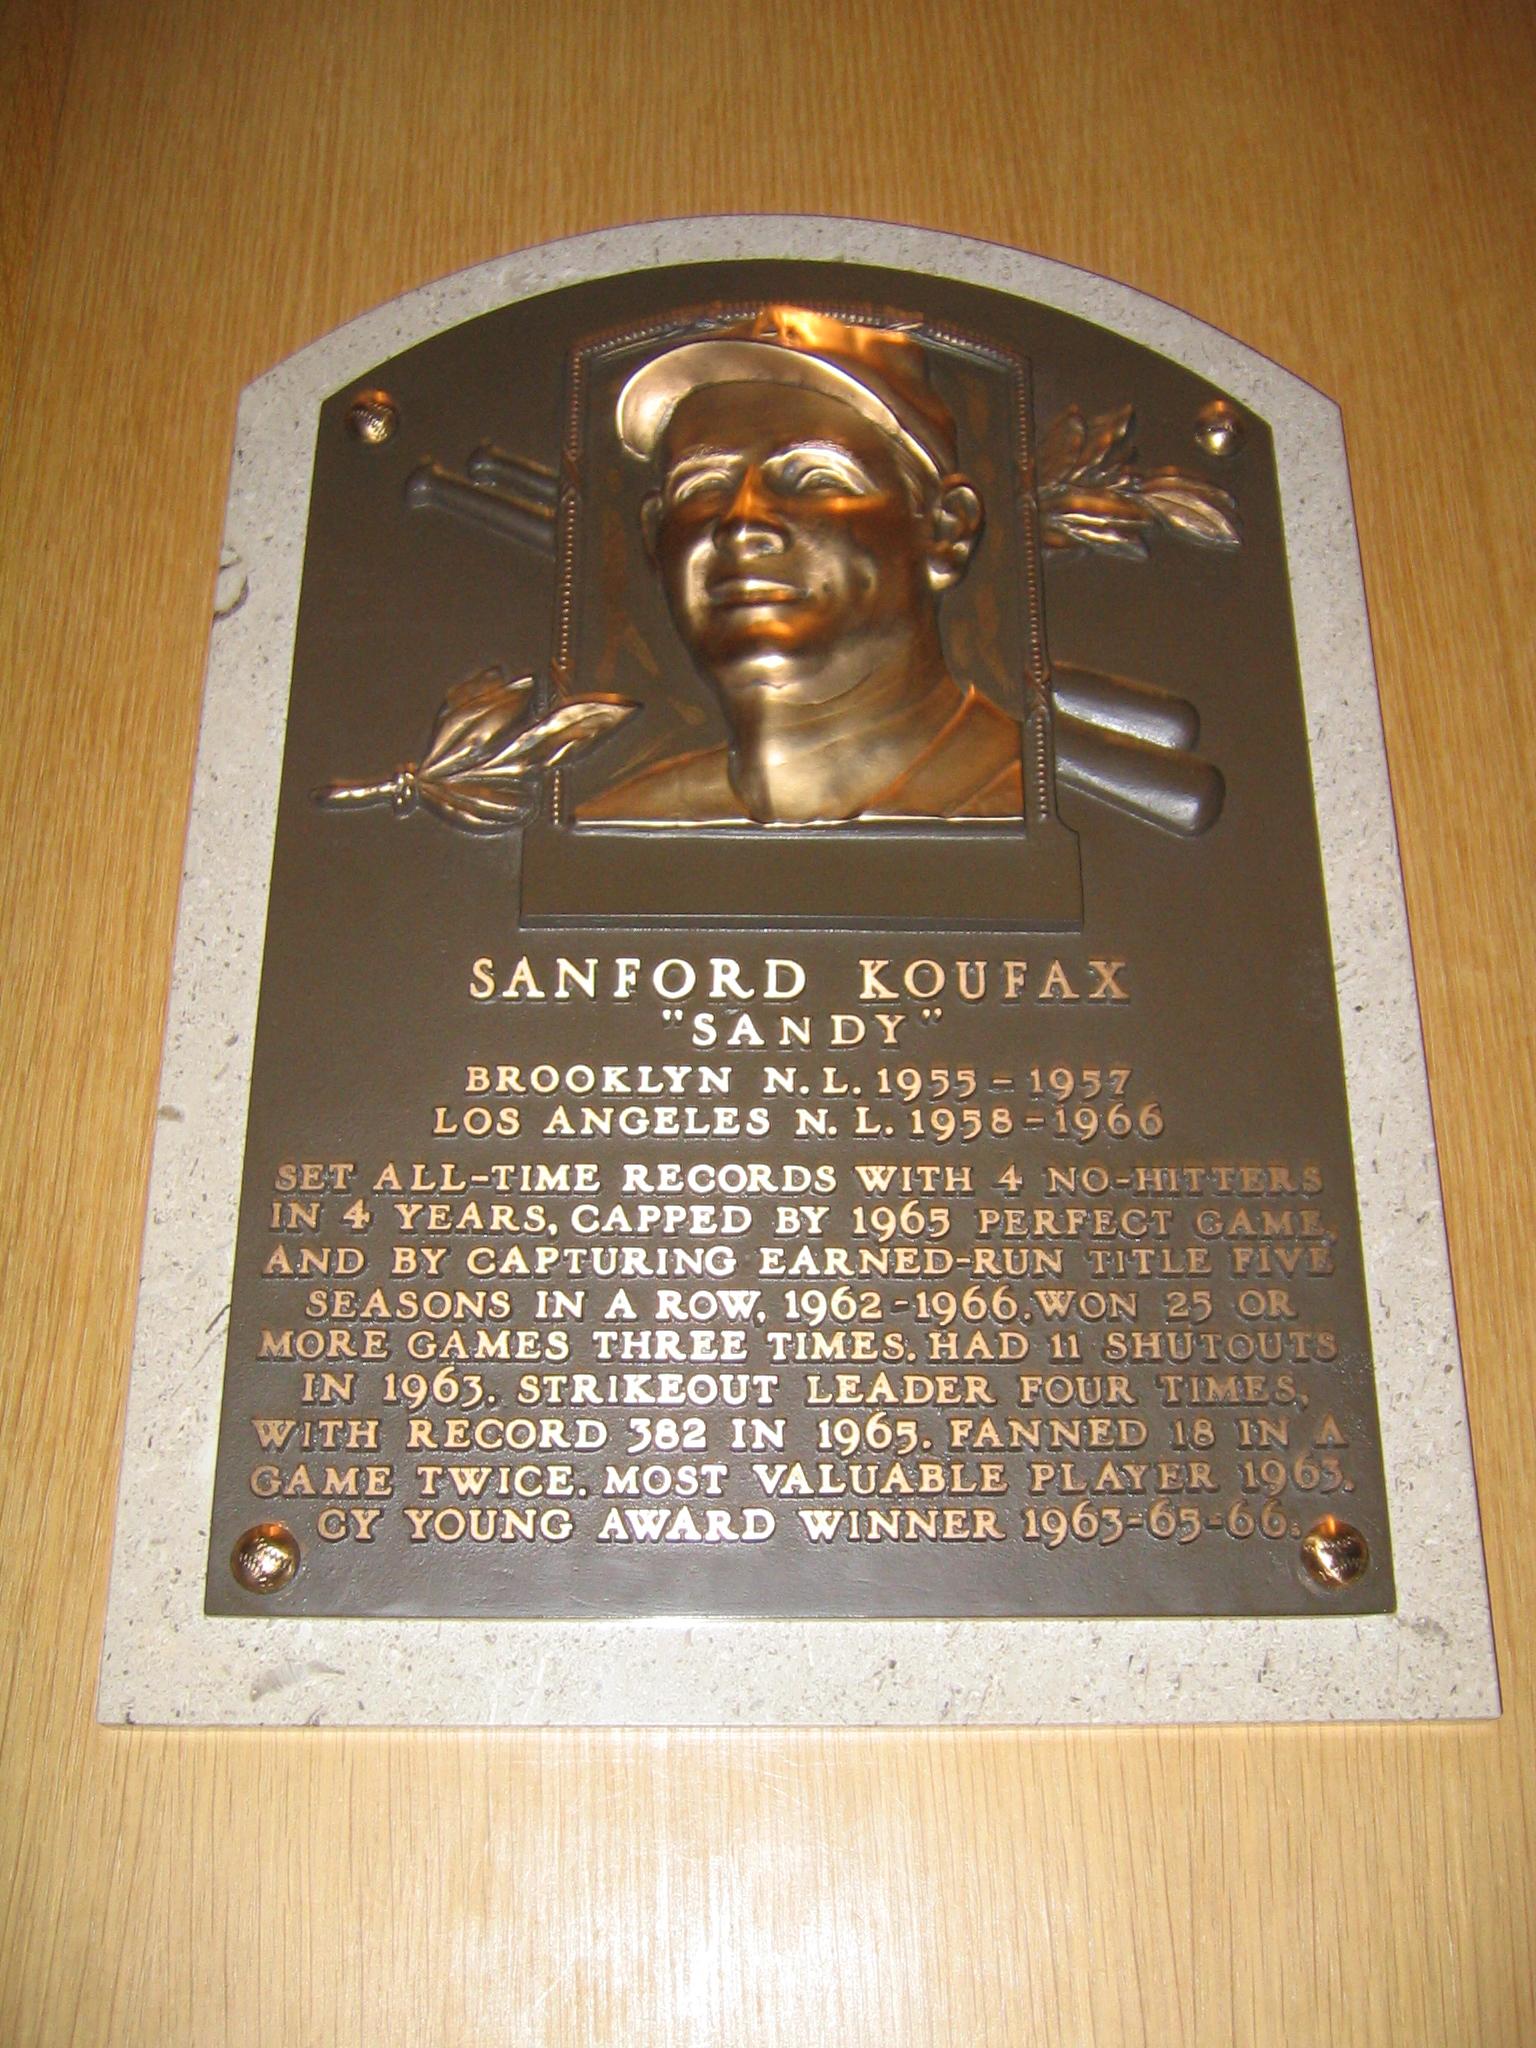 SANFORD KOUFAX
"SANDY"
BROOKLYN N.L. 1955 - 1957
LOS ANGELES N.L. 1958 - 1966
SET ALL-TIME RECORDS WITH 4 NO-HITTERS
IN 4 YEARS, CAPPED BY 1965 PERFECT GAME,
AND BY CAPTURING EARNED-RUN TITLE FIVE
SEASONS IN A ROW, 1962-1966. WON 25 OR
MORE GAMES THREE TIMES. HAD 11 SHUTOUTS
IN 1963. STRIKEOUT LEADER FOUR TIMES,
WITH RECORD 382 IN 1965. FANNED 18 IN A
GAME TWICE. MOST VALUABLE PLAYER 1963.
CY YOUNG AWARD WINNER 1963-65-66.